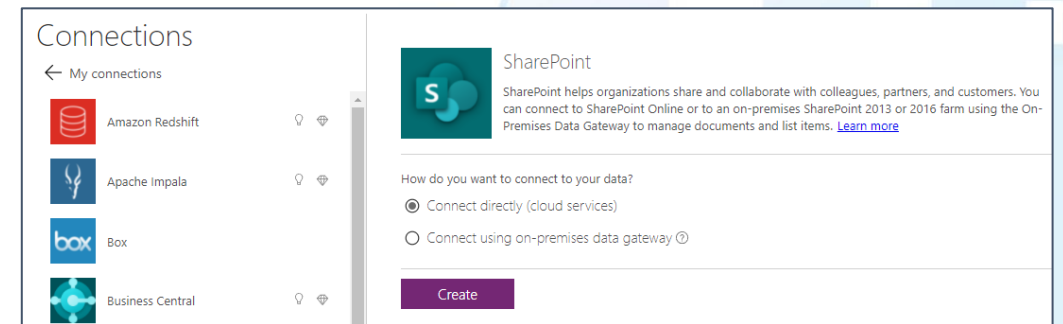 Connections
← My connections
Amazon Redshift
Apache Impala
box
Box
Business Central
S
SharePoint
SharePoint helps organizations share and collaborate with colleagues, partners, and customers. You
can connect to SharePoint Online or to an on-premises SharePoint 2013 or 2016 farm using the On-
Premises Data Gateway to manage documents and list items. Learn more
How do you want to connect to your data?
Connect directly (cloud services)
Connect using on-premises data gateway ?
Create